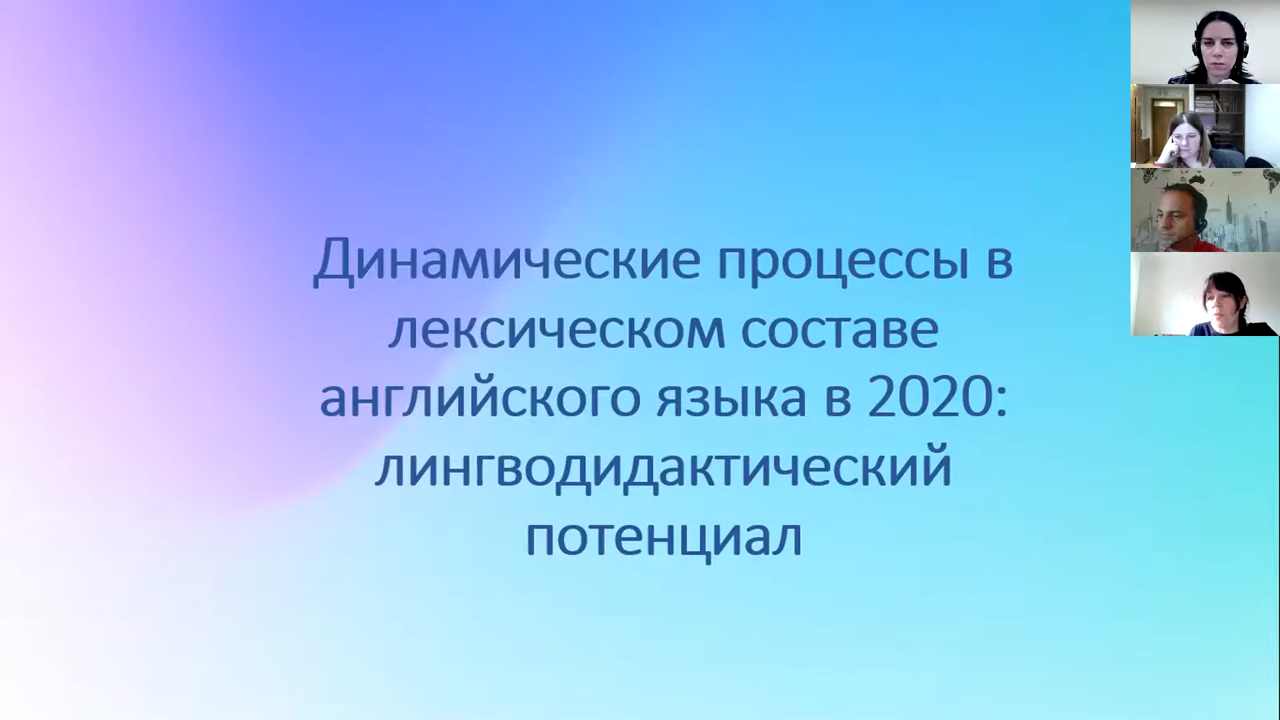 Динамические процессы в
лексическом составе
английского языка в 2020:
лингводидактический
потенциал